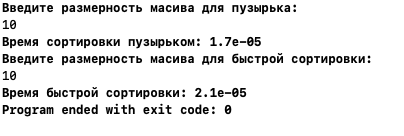 Введите размерность масива для пузырька:
10
Время сортировки пузырьком: 1.7e-05
Введите размерность масива для быстрой сортировки:
10
Время быстрой сортировки: 2.1e-05
Program ended with exit code: 0